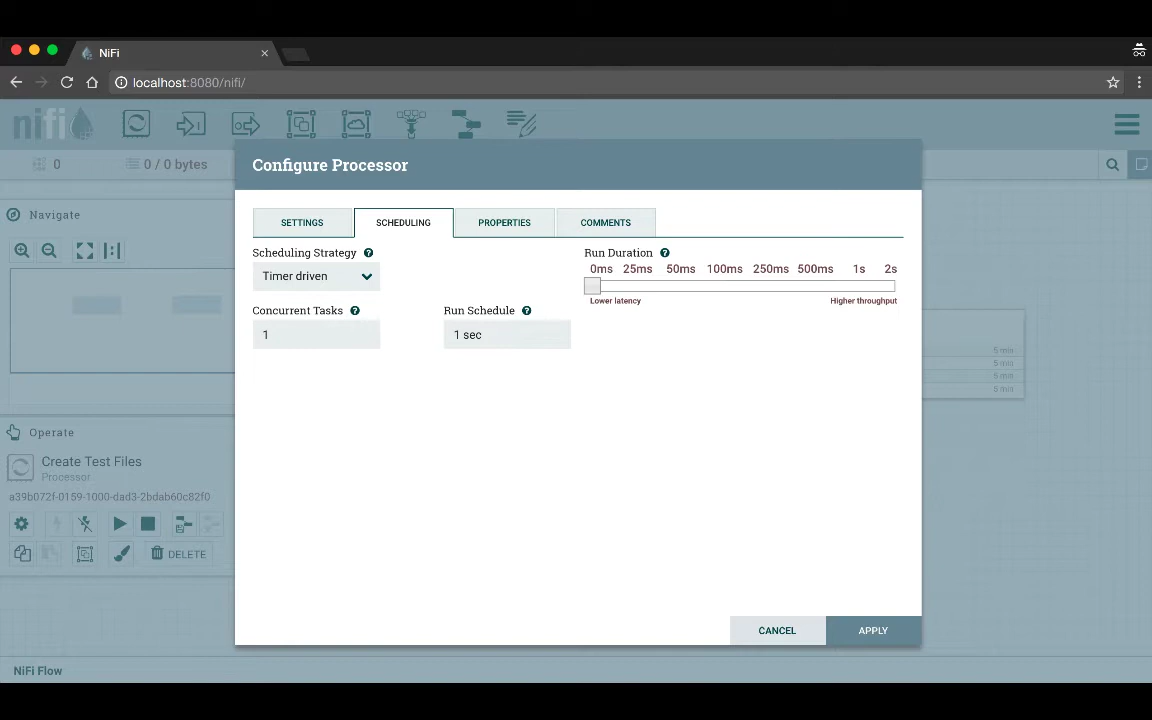 NiFi
localhost:8080/nifi/
nifi
0
0 / 0 bytes
Configure Processor
SETTINGS
SCHEDULING
PROPERTIES
COMMENTS
Scheduling Strategy
Timer driven
Run Duration
0ms 25ms 50ms 100ms 250ms 500ms 1s 2s
Lower latency
Higher throughput
Concurrent Tasks
1
Run Schedule
1 sec
Navigate
5 min
5 min
5 min
5 min
Operate
Create Test Files
Processor
a39b072f-0159-1000-dad3-2bdab60c82f0
DELETE
CANCEL
APPLY
NiFi Flow